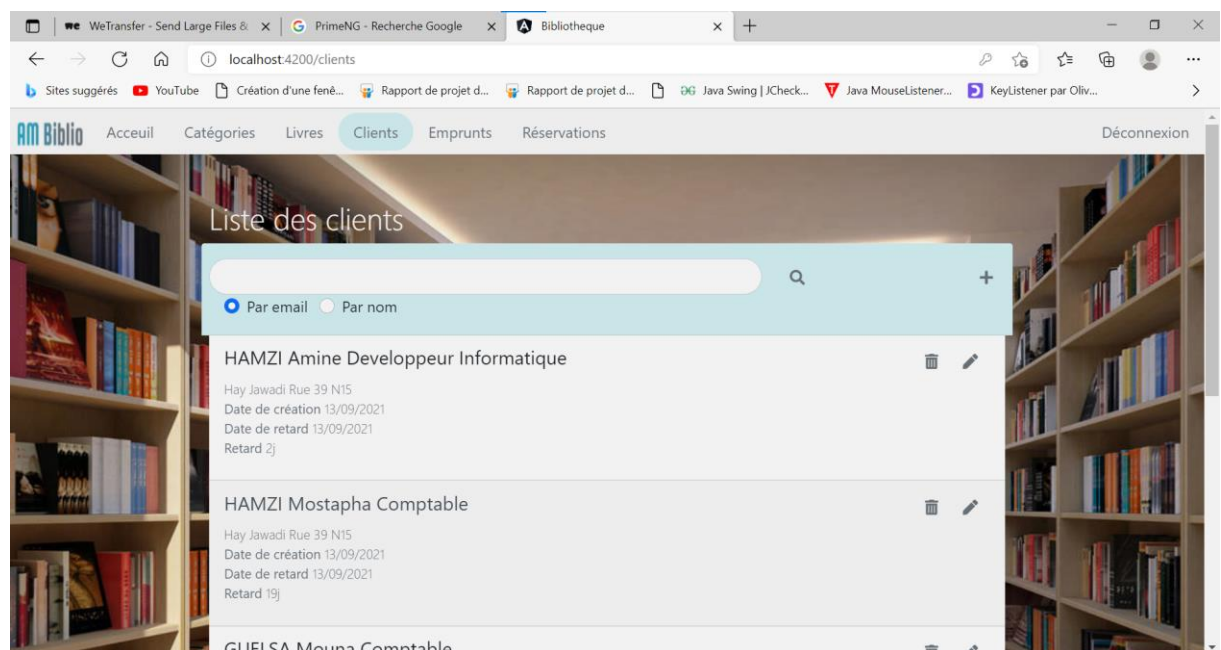 WeTransfer - Send Large Files &
PrimeNG - Recherche Google
Bibliotheque
localhost:4200/clients
Sites suggérés
YouTube
Création d'une fenê...
Rapport de projet d...
Rapport de projet d...
Java Swing | JCheck...
Java MouseListener...
KeyListener par Oliv...
AM Biblio
Acceuil
Catégories
Livres
Clients
Emprunts
Réservations
Déconnexion
Liste des clients
Par email
Par nom
HAMZI Amine Developpeur Informatique
Hay Jawadi Rue 39 N15
Date de création 13/09/2021
Date de retard 13/09/2021
Retard 2j
HAMZI Mostapha Comptable
Hay Jawadi Rue 39 N15
Date de création 13/09/2021
Date de retard 13/09/2021
Retard 19j
Mouna Comptable